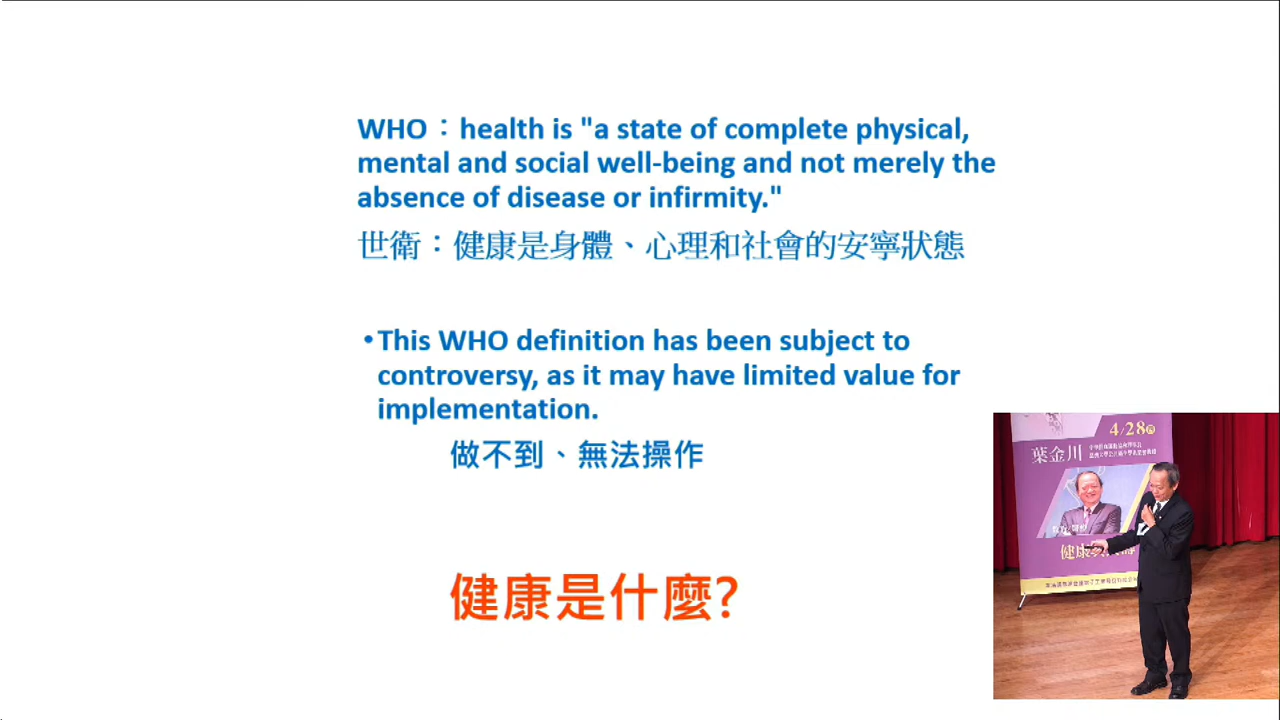 WHO：health is "a state of complete physical,
mental and social well-being and not merely the
absence of disease or infirmity."
世衛：健康是身體、心理和社會的安寧狀態
•This WHO definition has been subject to
controversy, as it may have limited value for
implementation.
做不到、無法操作
健康是什麼?
4/28
葉金川
健康